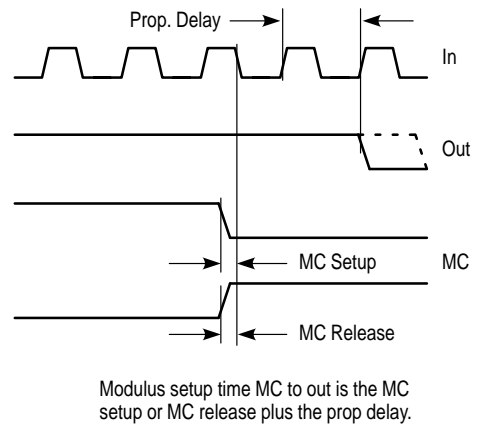 Prop. Delay
In
Out
MC Setup
MC
MC Release
Modulus setup time MC to out is the MC
setup or MC release plus the prop delay.